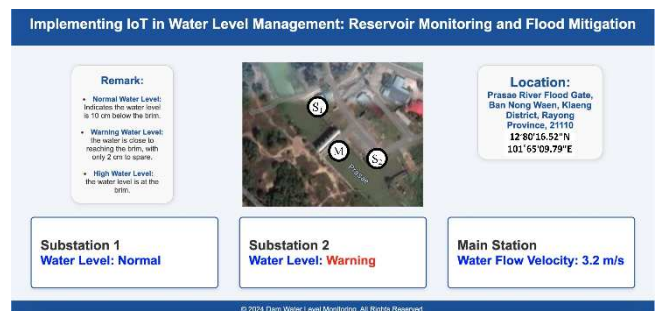 Implementing IoT in Water Level Management: Reservoir Monitoring and Flood Mitigation
Remark:
• Normal Water Level:
Indicates the water level
is 10 cm below the brim.
• Warning Water Level:
the water is close to
reaching the brim, with
only 2 cm to spare.
• High Water Level:
the water level is at the
brim.
S1
M
S2
Prasae
Location:
Prasae River Flood Gate,
Ban Nong Waen, Klaeng
District, Rayong
Province, 21110
12°80'16.52"N
101°65'09.79"E
Substation 1
Water Level: Normal
Substation 2
Water Level: Warning
Main Station
Water Flow Velocity: 3.2 m/s
© 2024 Dam Water Level Monitoring. All Rights Reserved